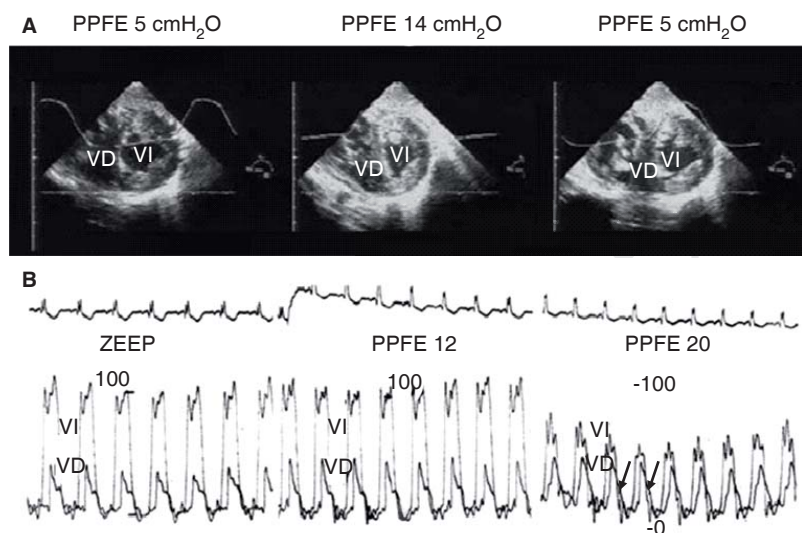 A PPFE 5 cmH₂O PPFE 14 cmH₂O PPFE 5 cmH₂O
VD VI VD VI VD VI
B
ZEEP PPFE 12 PPFE 20
100 100 -100
VI VI VI
VD VD VD
-0